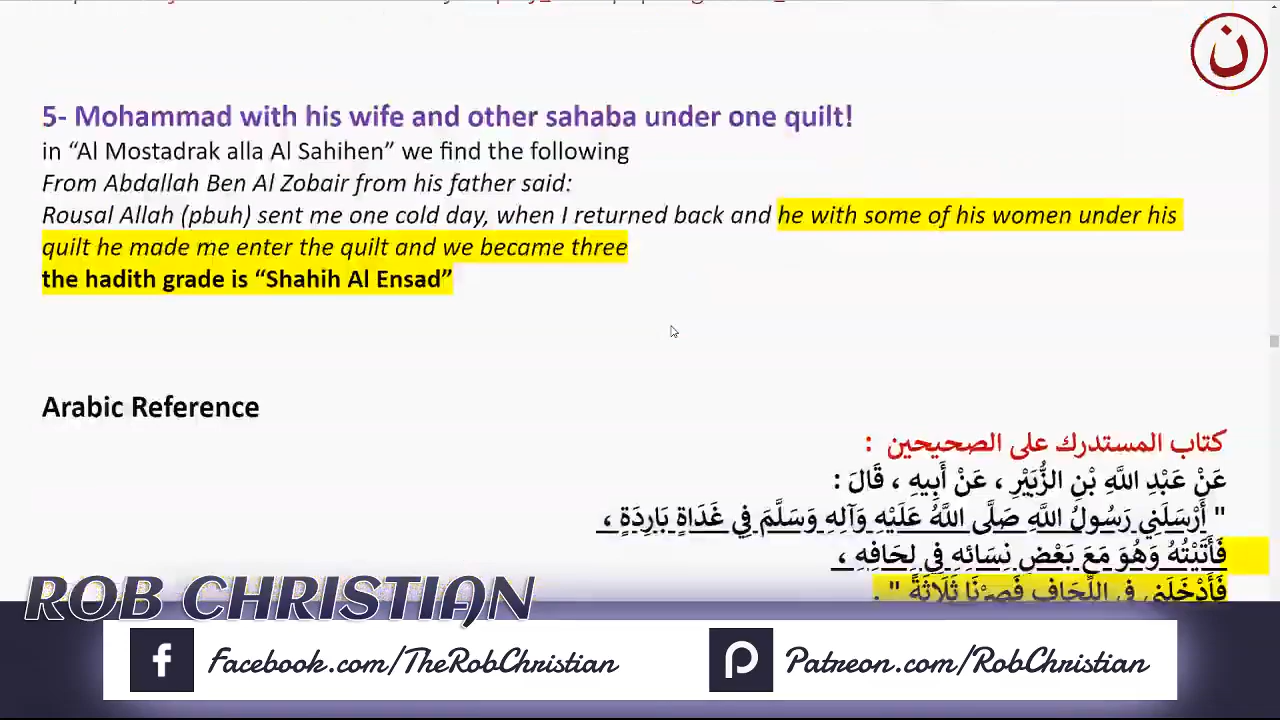 ن
5- Mohammad with his wife and other sahaba under one quilt!
in “Al Mostadrak alla Al Sahihen” we find the following
From Abdallah Ben Al Zobair from his father said:
Rousal Allah (pbuh) sent me one cold day, when I returned back and he with some of his women under his
quilt he made me enter the quilt and we became three
the hadith grade is “Shahih Al Ensad”
Arabic Reference
كتاب المستدرك على الصحيحين :
عَنْ عَبْدِ اللَّهِ بْنِ الزُّبَيْرِ ، عَنْ أَبِيهِ ، قَالَ :
" أَرْسَلَنِي رَسُولُ اللَّهِ صَلَّى اللَّهُ عَلَيْهِ وَآلِهِ وَسَلَّمَ فِي غَدَاةٍ بَارِدَةٍ ،
فَأَتَيْتُهُ وَهُوَ مَعَ بَعْضِ نِسَائِهِ فِي لِحَافِهِ ،
فَأَدْخَلَنِي فِي اللِّحَافِ فَصِرْنَا ثَلَاثَةً " .
ROB CHRISTIAN
Facebook.com/TheRobChristian
Patreon.com/RobChristian